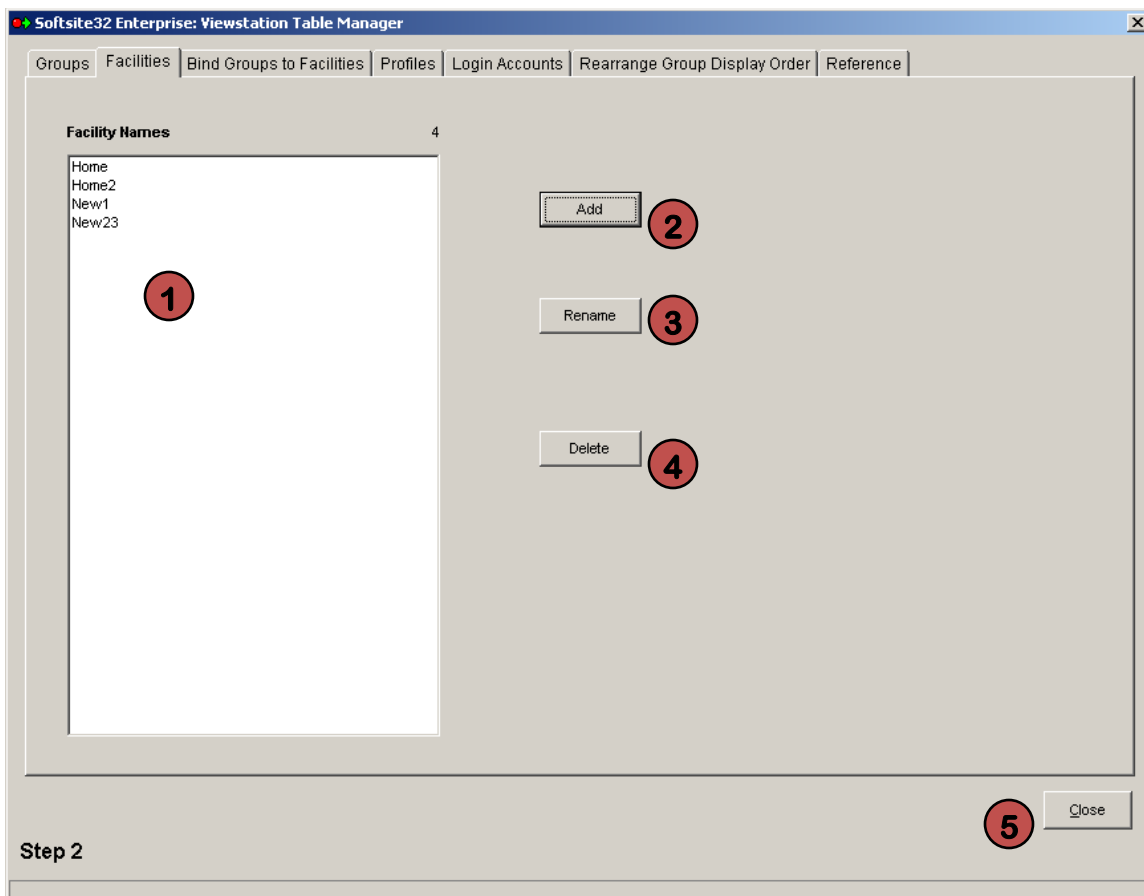 Softsite32 Enterprise: Viewstation Table Manager
Groups Facilities Bind Groups to Facilities Profiles Login Accounts Rearrange Group Display Order Reference
Facility Names 4
Home
Home2
New1
New23
Add
2
1
Rename
3
Delete
4
Close
5
Step 2